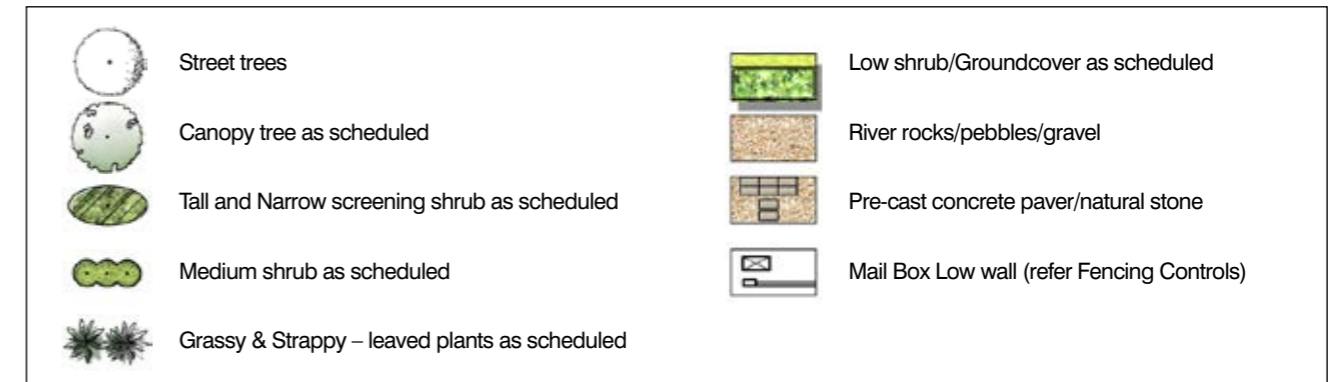 Street trees
Canopy tree as scheduled
Tall and Narrow screening shrub as scheduled
Medium shrub as scheduled
Grassy & Strappy – leaved plants as scheduled
Low shrub/Groundcover as scheduled
River rocks/pebbles/gravel
Pre-cast concrete paver/natural stone
Mail Box Low wall (refer Fencing Controls)